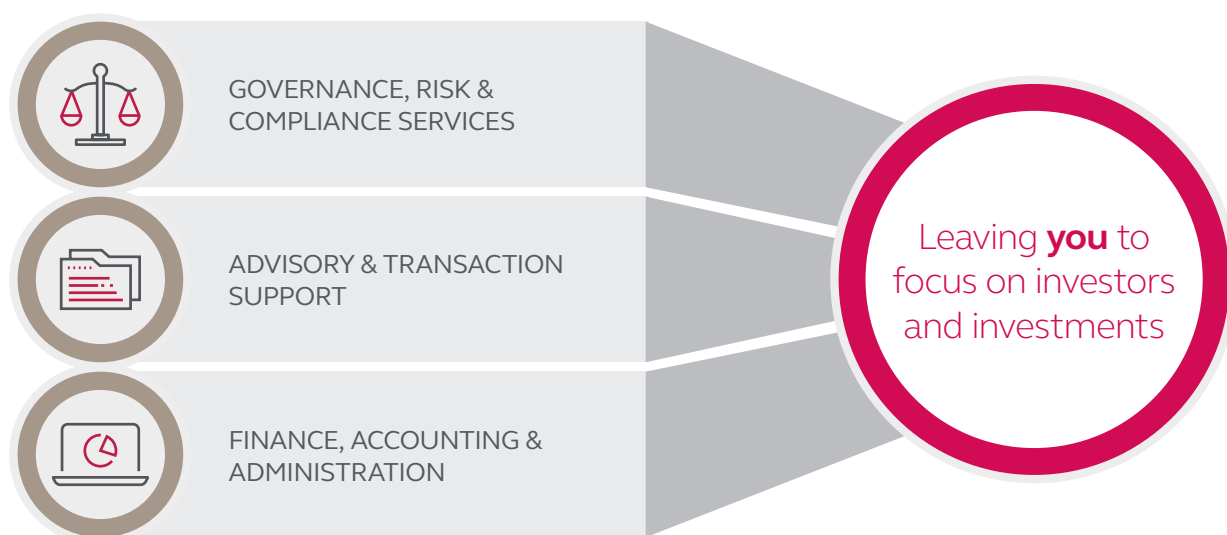 GOVERNANCE, RISK &
COMPLIANCE SERVICES
ADVISORY & TRANSACTION
SUPPORT
FINANCE, ACCOUNTING &
ADMINISTRATION
Leaving you to
focus on investors
and investments